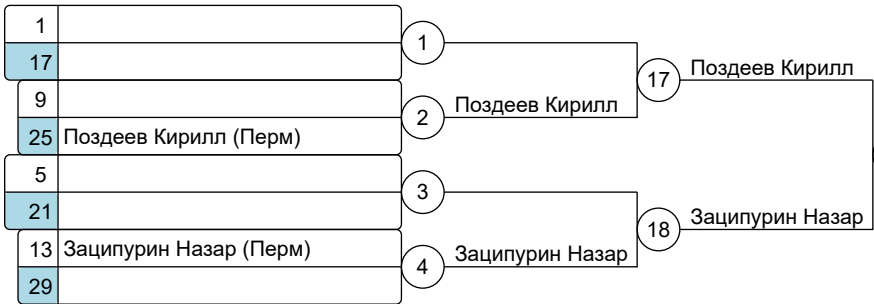 1
17
1
9
25 Поздеев Кирилл (Перм)
2
Поздеев Кирилл
17
Поздеев Кирилл
5
21
3
13 Заципурин Назар (Перм)
29
4
Заципурин Назар
18
Заципурин Назар